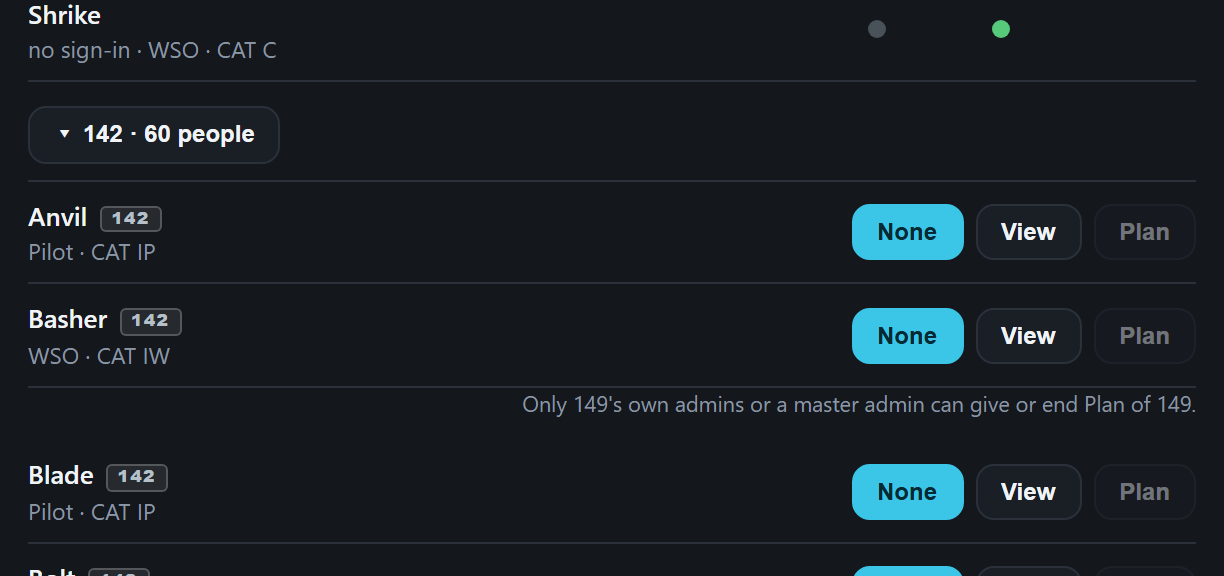 Shrike
no sign-in · WSO · CAT C
▼ 142 · 60 people
Anvil 142
Pilot · CAT IP
None View Plan
Basher 142
WSO · CAT IW
None View Plan
Only 149's own admins or a master admin can give or end Plan of 149.
Blade 142
Pilot · CAT IP
None View Plan